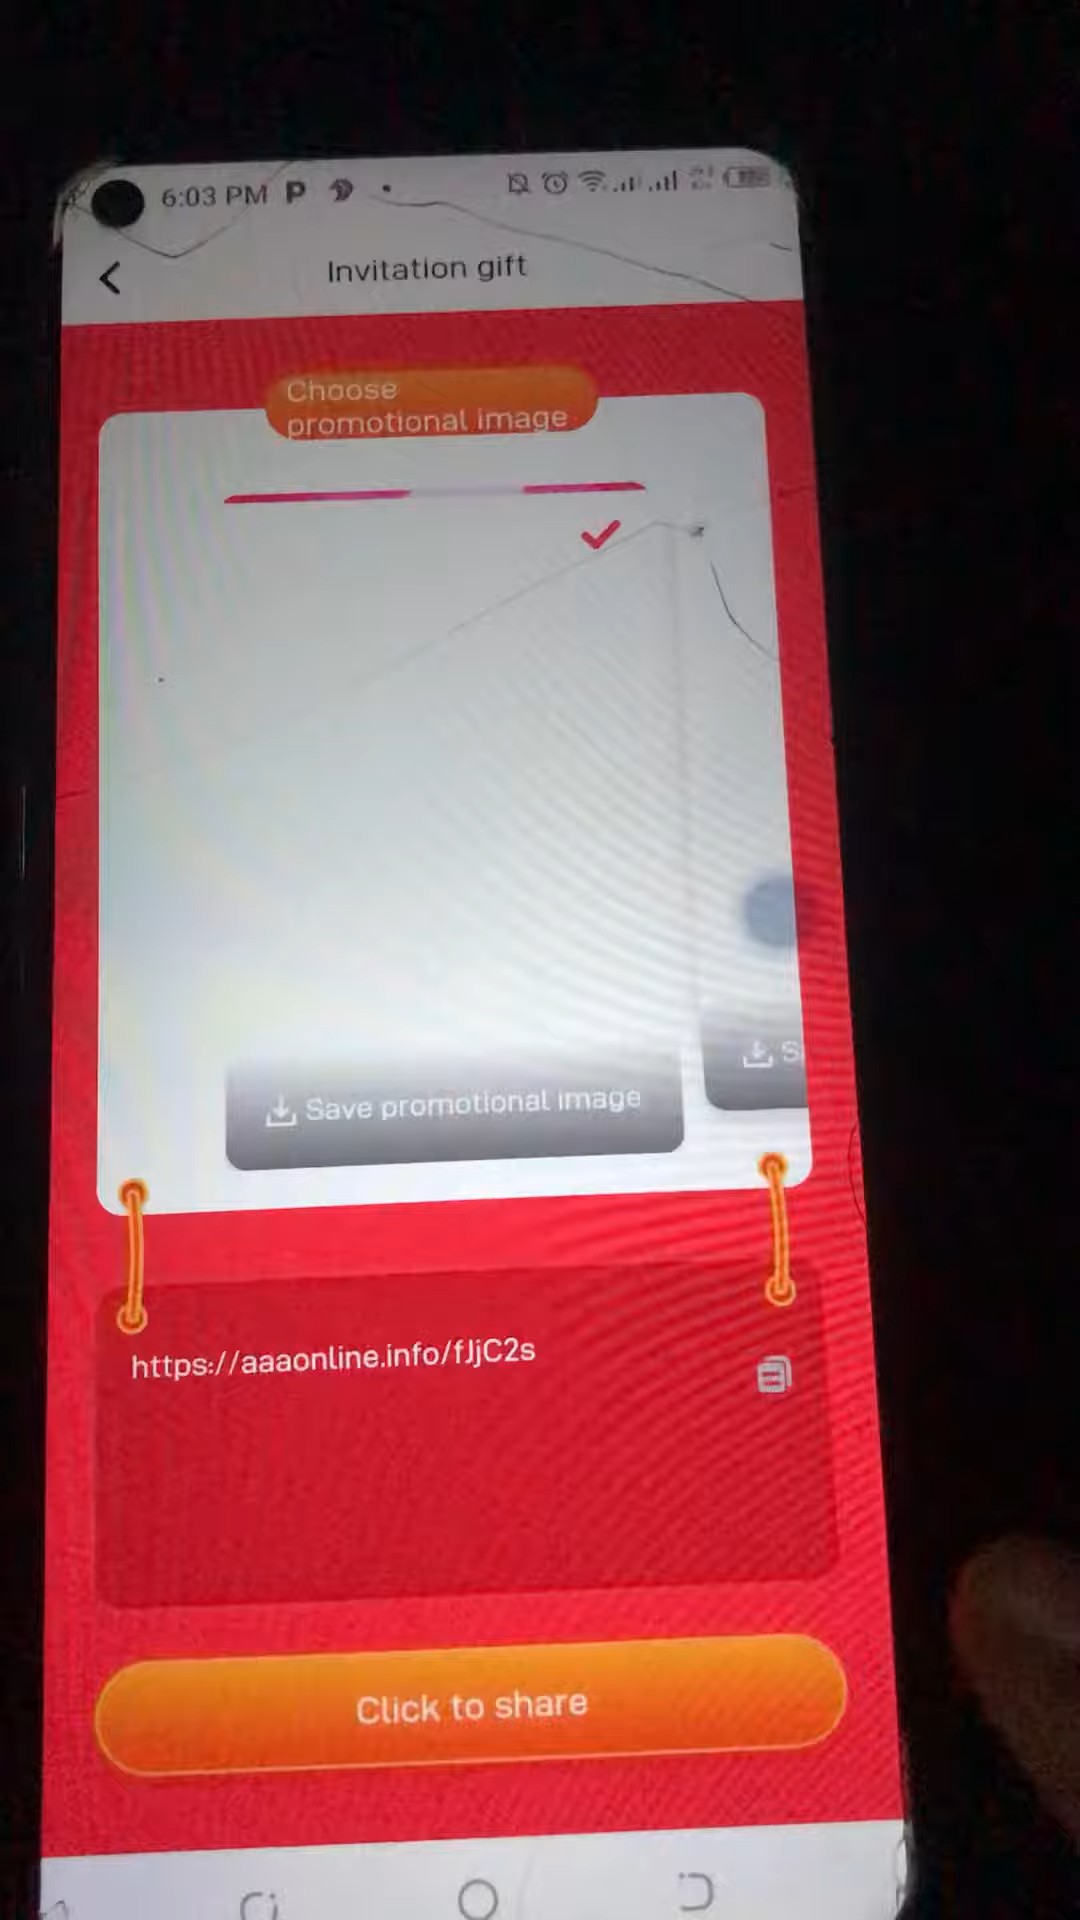 6:03 PM P
Invitation gift
Choose
promotional image
Save promotional image
S
https://aaaonline.info/fJjC2s
Click to share